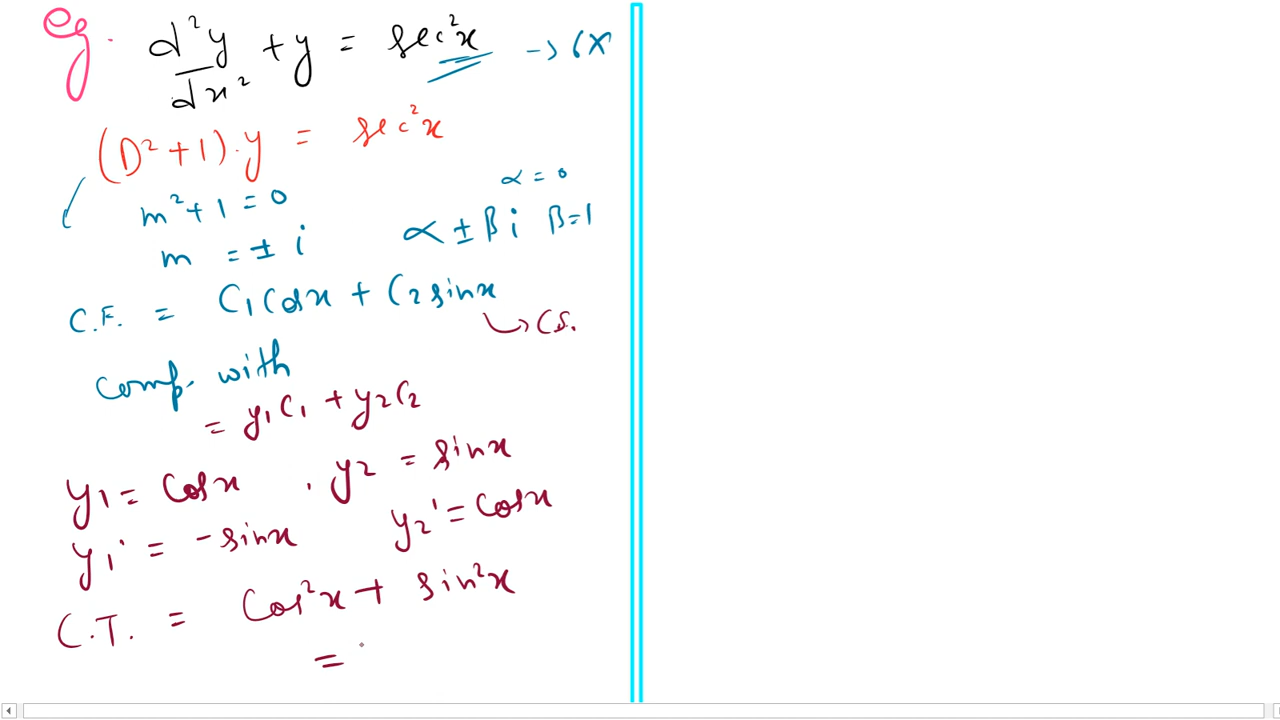 eg. d²y/dx² + y = sec²x → (X
(D²+1).y = sec²x
m²+1=0 α = 0
m = ± i α ± βi β=1
C.F. = C₁cosx + C₂sinx
↳ C.S.
Comp. with
= y₁C₁ + y₂C₂
y₁ = cosx , y₂ = sinx
y₁' = -sinx y₂' = cosx
C.T. = cos²x + sin²x
=